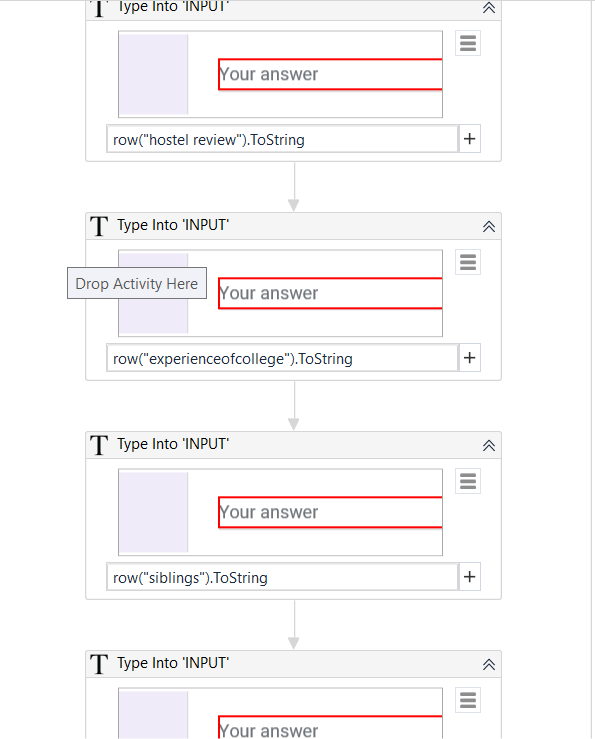 Type Into 'INPUT'
Your answer
row("hostel review").ToString
+
Type Into 'INPUT'
Drop Activity Here
Your answer
row("experienceofcollege").ToString
+
Type Into 'INPUT'
Your answer
row("siblings").ToString
+
Type Into 'INPUT'
Your answer